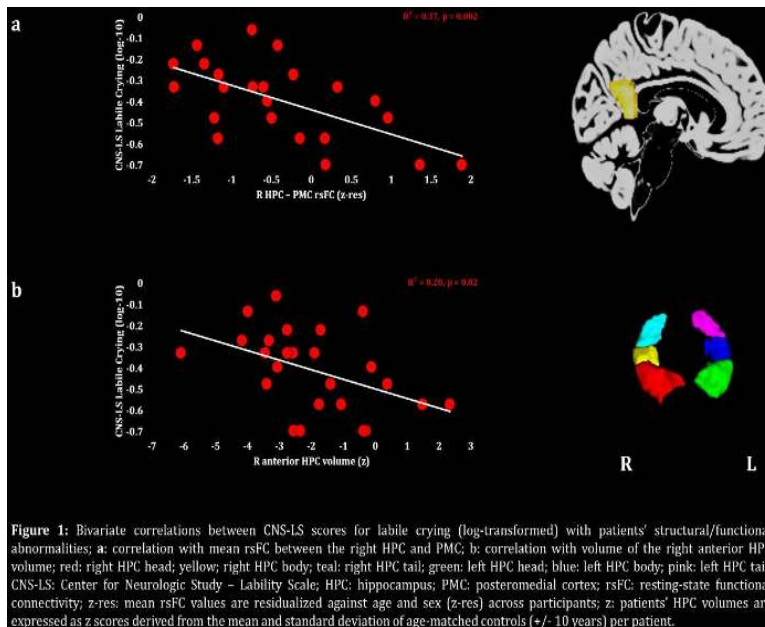 a
R² = 0.37, p = 0.002
CNS-LS Labile Crying (log-10)
0
-0.1
-0.2
-0.3
-0.4
-0.5
-0.6
-0.7
-2 -1.5 -1 -0.5 0 0.5 1 1.5 2
R HPC – PMC rsFC (z-res)
b
R² = 0.20, p = 0.02
CNS-LS Labile Crying (log-10)
0
-0.1
-0.2
-0.3
-0.4
-0.5
-0.6
-0.7
-7 -6 -5 -4 -3 -2 -1 0 1 2 3
R anterior HPC volume (z)
R L
Figure 1: Bivariate correlations between CNS-LS scores for labile crying (log-transformed) with patients' structural/functiona
abnormalities; a: correlation with mean rsFC between the right HPC and PMC; b: correlation with volume of the right anterior HP
volume; red: right HPC head; yellow; right HPC body; teal: right HPC tail; green: left HPC head; blue: left HPC body; pink: left HPC tai
CNS-LS: Center for Neurologic Study – Lability Scale; HPC: hippocampus; PMC: posteromedial cortex; rsFC: resting-state function
connectivity; z-res: mean rsFC values are residualized against age and sex (z-res) across participants; z: patients' HPC volumes ar
expressed as z scores derived from the mean and standard deviation of age-matched controls (+/- 10 years) per patient.